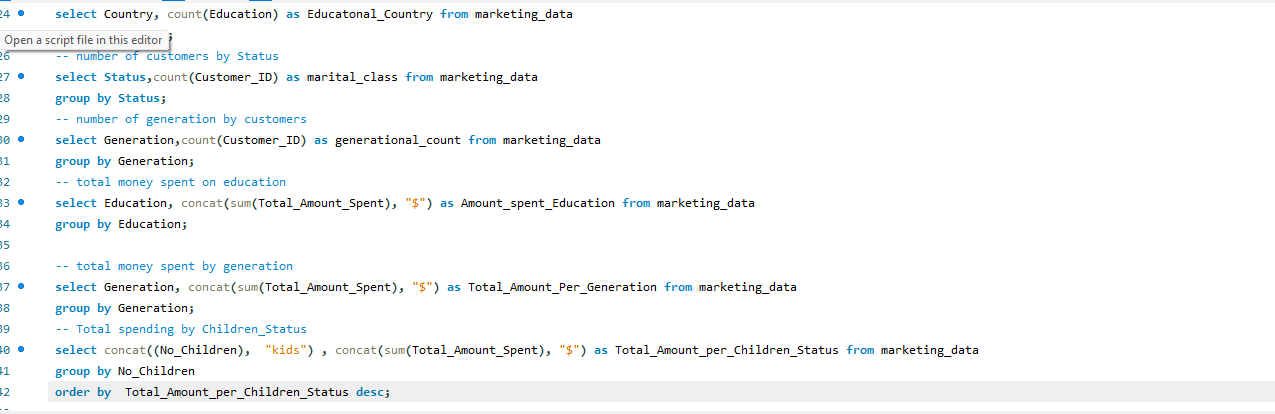 24 select Country, count(Education) as Educatonal_Country from marketing_data
Open a script file in this editor ;
26 -- number of customers by Status
27 select Status,count(Customer_ID) as marital_class from marketing_data
28 group by Status;
29 -- number of generation by customers
30 select Generation,count(Customer_ID) as generational_count from marketing_data
31 group by Generation;
32 -- total money spent on education
33 select Education, concat(sum(Total_Amount_Spent), "$") as Amount_spent_Education from marketing_data
34 group by Education;
35
36 -- total money spent by generation
37 select Generation, concat(sum(Total_Amount_Spent), "$") as Total_Amount_Per_Generation from marketing_data
38 group by Generation;
39 -- Total spending by Children_Status
40 select concat((No_Children),  "kids") , concat(sum(Total_Amount_Spent), "$") as Total_Amount_per_Children_Status from marketing_data
41 group by No_Children
42 order by  Total_Amount_per_Children_Status desc;